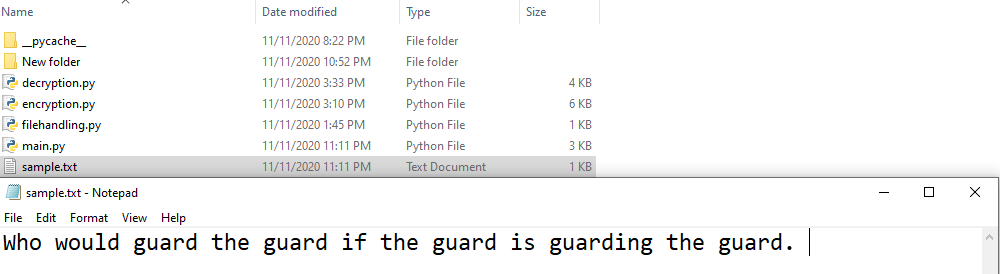 Name Date modified Type Size
__pycache__ 11/11/2020 8:22 PM File folder
New folder 11/11/2020 10:52 PM File folder
decryption.py 11/11/2020 3:33 PM Python File 4 KB
encryption.py 11/11/2020 3:10 PM Python File 6 KB
filehandling.py 11/11/2020 1:45 PM Python File 1 KB
main.py 11/11/2020 11:11 PM Python File 3 KB
sample.txt 11/11/2020 11:11 PM Text Document 1 KB
sample.txt - Notepad
File Edit Format View Help
Who would guard the guard if the guard is guarding the guard.